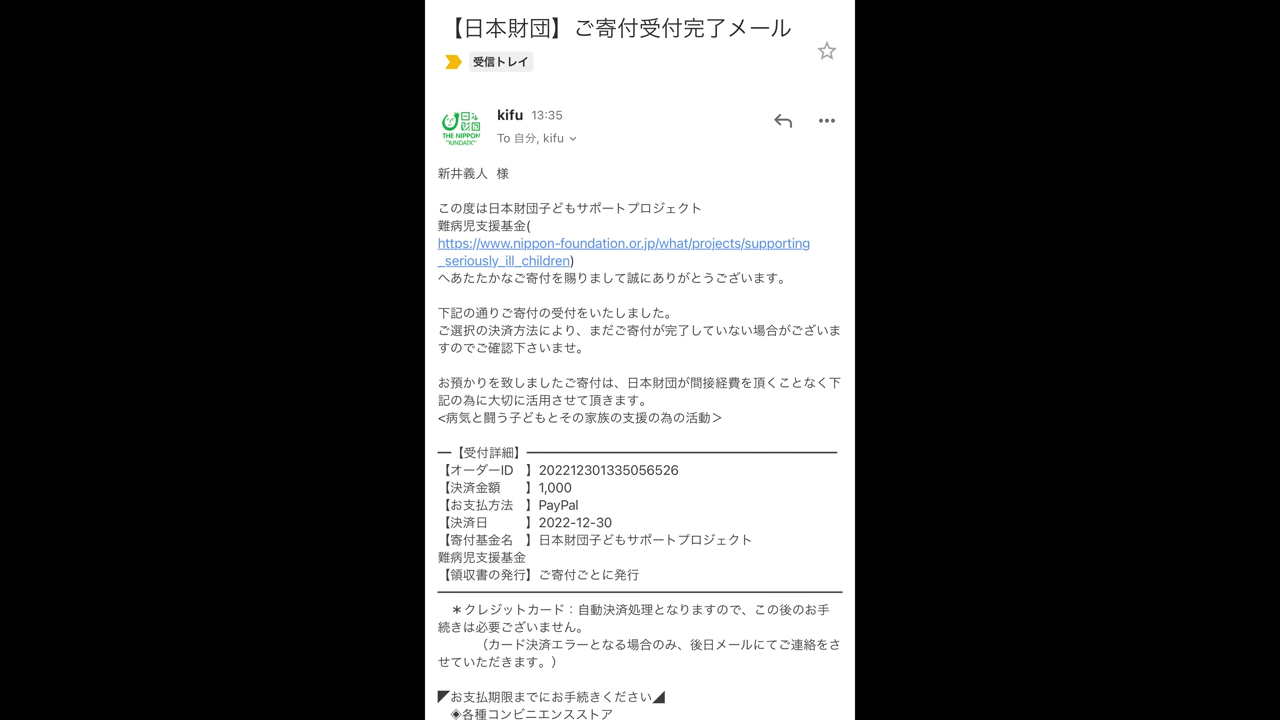 【日本財団】ご寄付受付完了メール
受信トレイ
kifu 13:35
To 自分, kifu
THE NIPPON
新井義人 様
この度は日本財団子どもサポートプロジェクト
難病児支援基金(
https://www.nippon-foundation.or.jp/what/projects/supporting
_seriously_ill_children)
へあたたかなご寄付を賜りまして誠にありがとうございます。
下記の通りご寄付の受付をいたしました。
ご選択の決済方法により、まだご寄付が完了していない場合がございま
すのでご確認下さいませ。
お預かりを致しましたご寄付は、日本財団が間接経費を頂くことなく下
記の為に大切に活用させて頂きます。
<病気と闘う子どもとその家族の支援の為の活動＞
━【受付詳細】━━━━━━━━━━━━━━━━━━━━━━━━━
【オーダーID　】202212301335056526
【決済金額　　】1,000
【お支払方法　】PayPal
【決済日　　　】2022-12-30
【寄付基金名　】日本財団子どもサポートプロジェクト
難病児支援基金
【領収書の発行】ご寄付ごとに発行
＊クレジットカード：自動決済処理となりますので、この後のお手
続きは必要ございません。
（カード決済エラーとなる場合のみ、後日メールにてご連絡をさ
せていただきます。）
◤お支払期限までにお手続きください◢
◈各種コンビニエンスストア